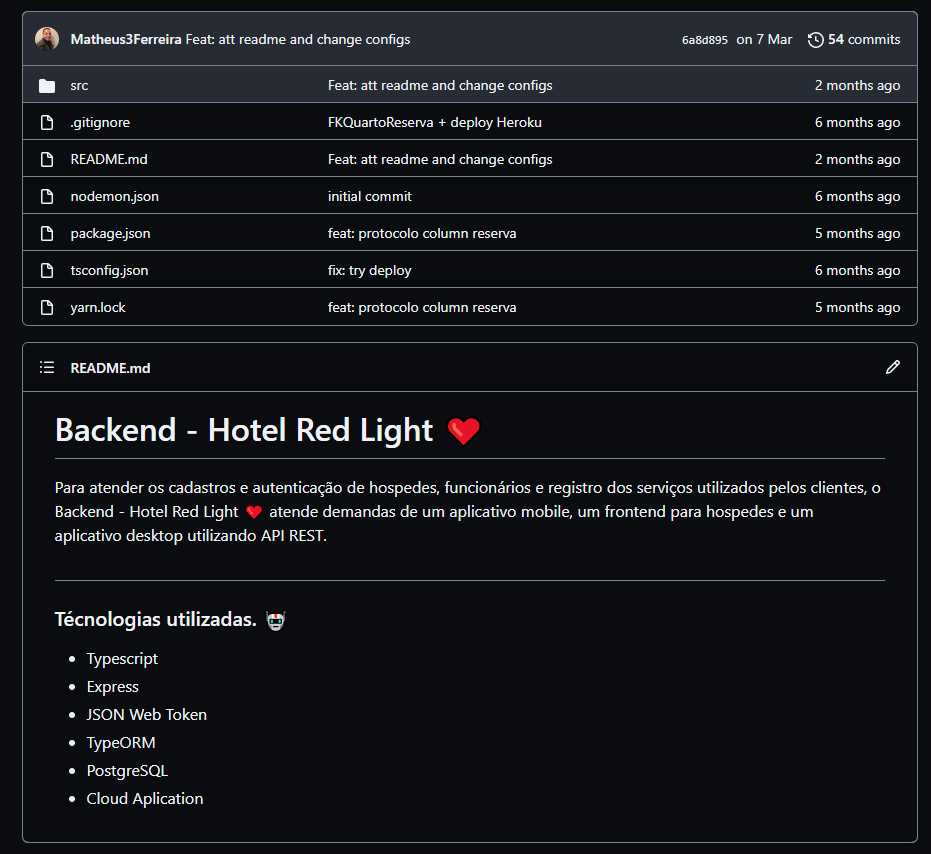 Matheus3Ferreira Feat: att readme and change configs 6a8d895 on 7 Mar 54 commits
src Feat: att readme and change configs 2 months ago
.gitignore FKQuartoReserva + deploy Heroku 6 months ago
README.md Feat: att readme and change configs 2 months ago
nodemon.json initial commit 6 months ago
package.json feat: protocolo column reserva 5 months ago
tsconfig.json fix: try deploy 6 months ago
yarn.lock feat: protocolo column reserva 5 months ago
README.md
Backend - Hotel Red Light ❤️
Para atender os cadastros e autenticação de hospedes, funcionários e registro dos serviços utilizados pelos clientes, o
Backend - Hotel Red Light ❤️ atende demandas de um aplicativo mobile, um frontend para hospedes e um
aplicativo desktop utilizando API REST.
Técnologias utilizadas. 🤖
Typescript
Express
JSON Web Token
TypeORM
PostgreSQL
Cloud Aplication